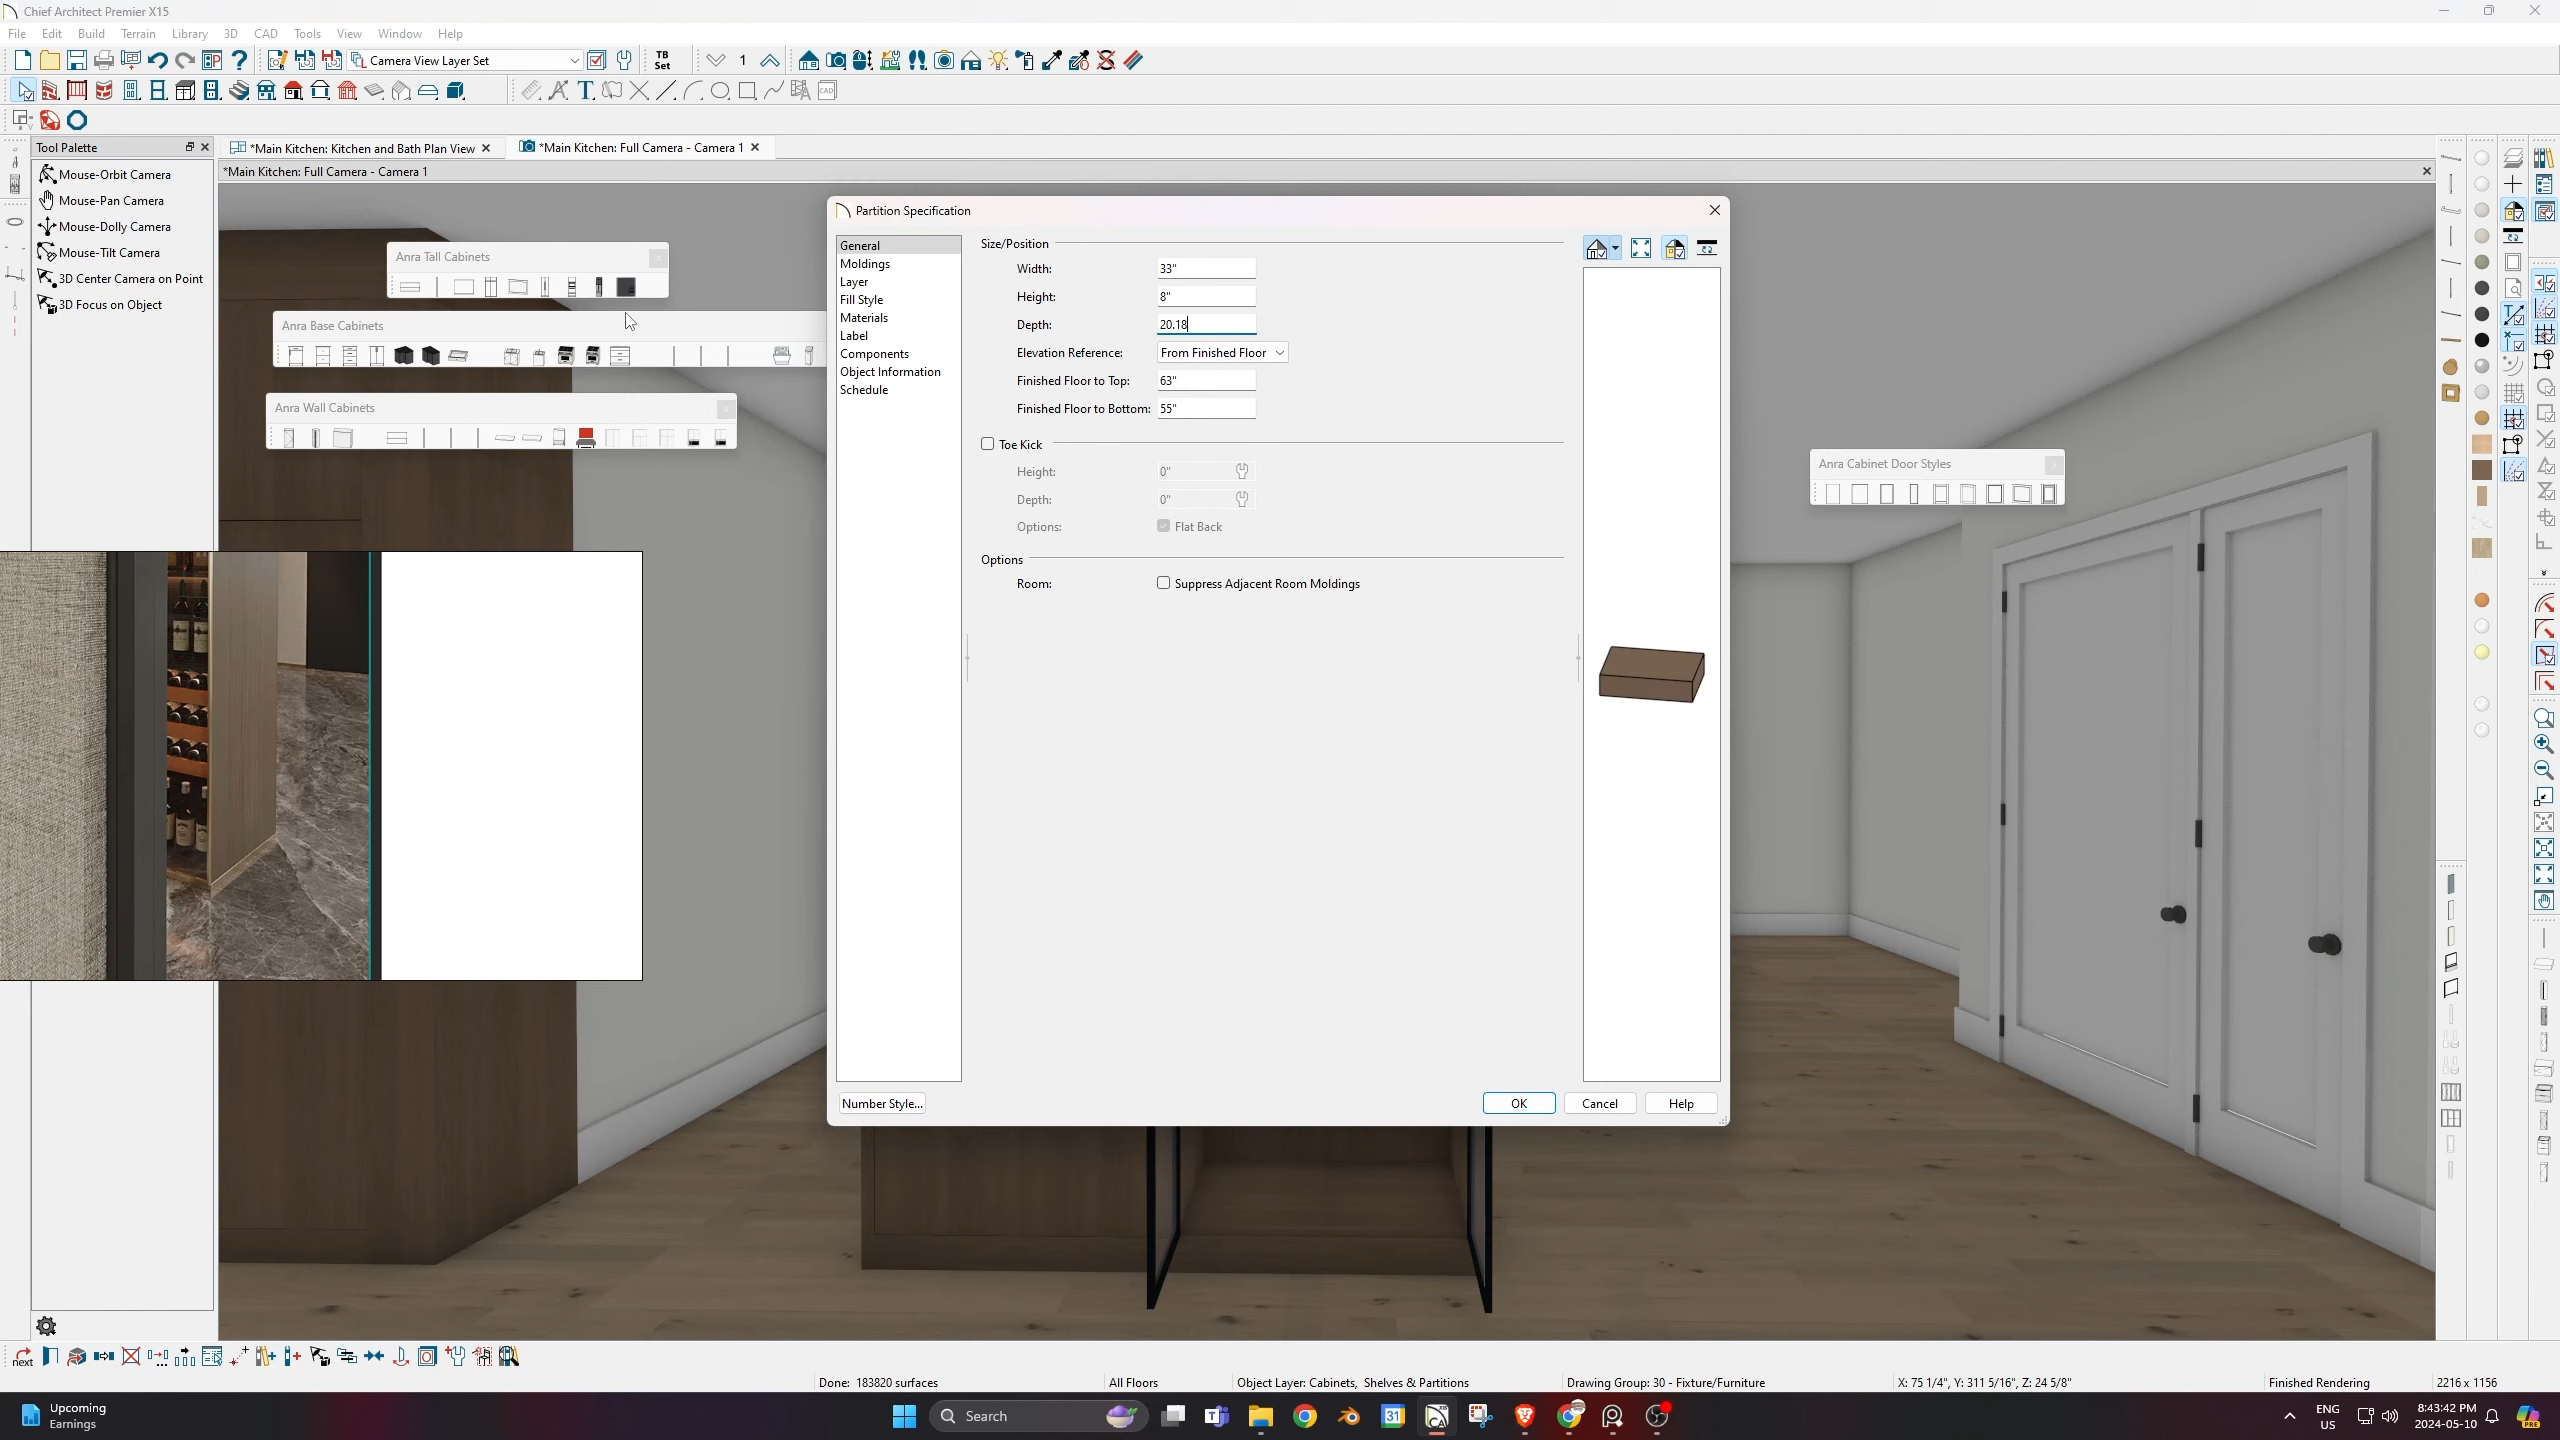 Chief Architect Premier X15
File Edit Build Terrain Library 3D CAD Tools View Window Help
Camera View Layer Set
TB
Set
1
Tool Palette
*Main Kitchen: Kitchen and Bath Plan View
*Main Kitchen: Full Camera - Camera 1
*Main Kitchen: Full Camera - Camera 1
Mouse-Orbit Camera
Mouse-Pan Camera
Mouse-Dolly Camera
Mouse-Tilt Camera
3D Center Camera on Point
3D Focus on Object
Anra Tall Cabinets
Anra Base Cabinets
Anra Wall Cabinets
Anra Cabinet Door Styles
Partition Specification
General
Moldings
Layer
Fill Style
Materials
Label
Components
Object Information
Schedule
Size/Position
Width: 33"
Height: 8"
Depth: 20.18
Elevation Reference: From Finished Floor
Finished Floor to Top: 63"
Finished Floor to Bottom: 55"
Toe Kick
Height: 0"
Depth: 0"
Options: Flat Back
Options
Room: Suppress Adjacent Room Moldings
Number Style...
OK
Cancel
Help
next
Done: 183820 surfaces
All Floors
Object Layer: Cabinets, Shelves & Partitions
Drawing Group: 30 - Fixture/Furniture
X: 75 1/4", Y: 311 5/16", Z: 24 5/8"
Finished Rendering
2216 x 1156
Upcoming
Earnings
Search
31
ENG
US
8:43:42 PM
2024-05-10